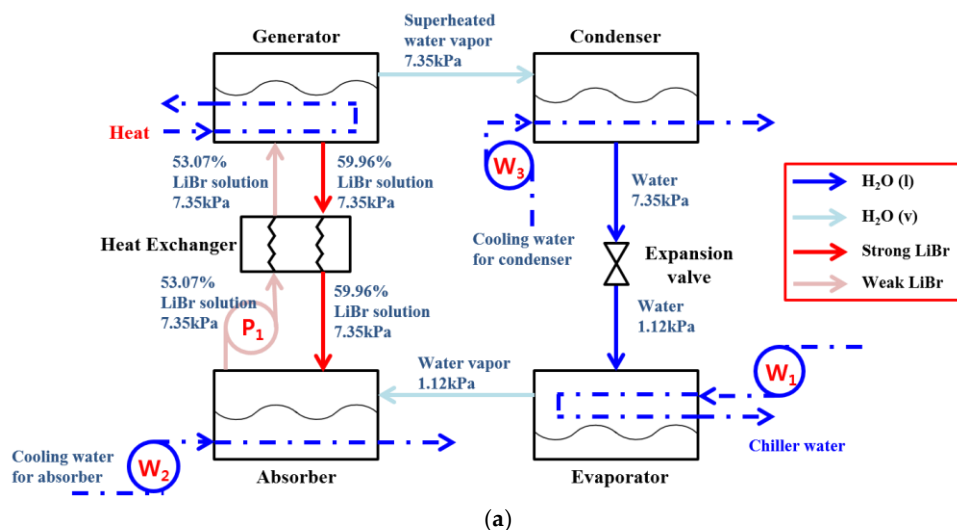 Generator
Superheated
water vapor
7.35kPa
Condenser
Heat
W3
53.07%
LiBr solution
7.35kPa
59.96%
LiBr solution
7.35kPa
Water
7.35kPa
Heat Exchanger
Cooling water
for condenser
Expansion
valve
H₂O (l)
H₂O (v)
Strong LiBr
Weak LiBr
53.07%
LiBr solution
7.35kPa
P1
59.96%
LiBr solution
7.35kPa
Water
1.12kPa
Water vapor
1.12kPa
W1
Chiller water
Cooling water
for absorber
W2
Absorber
Evaporator
(a)